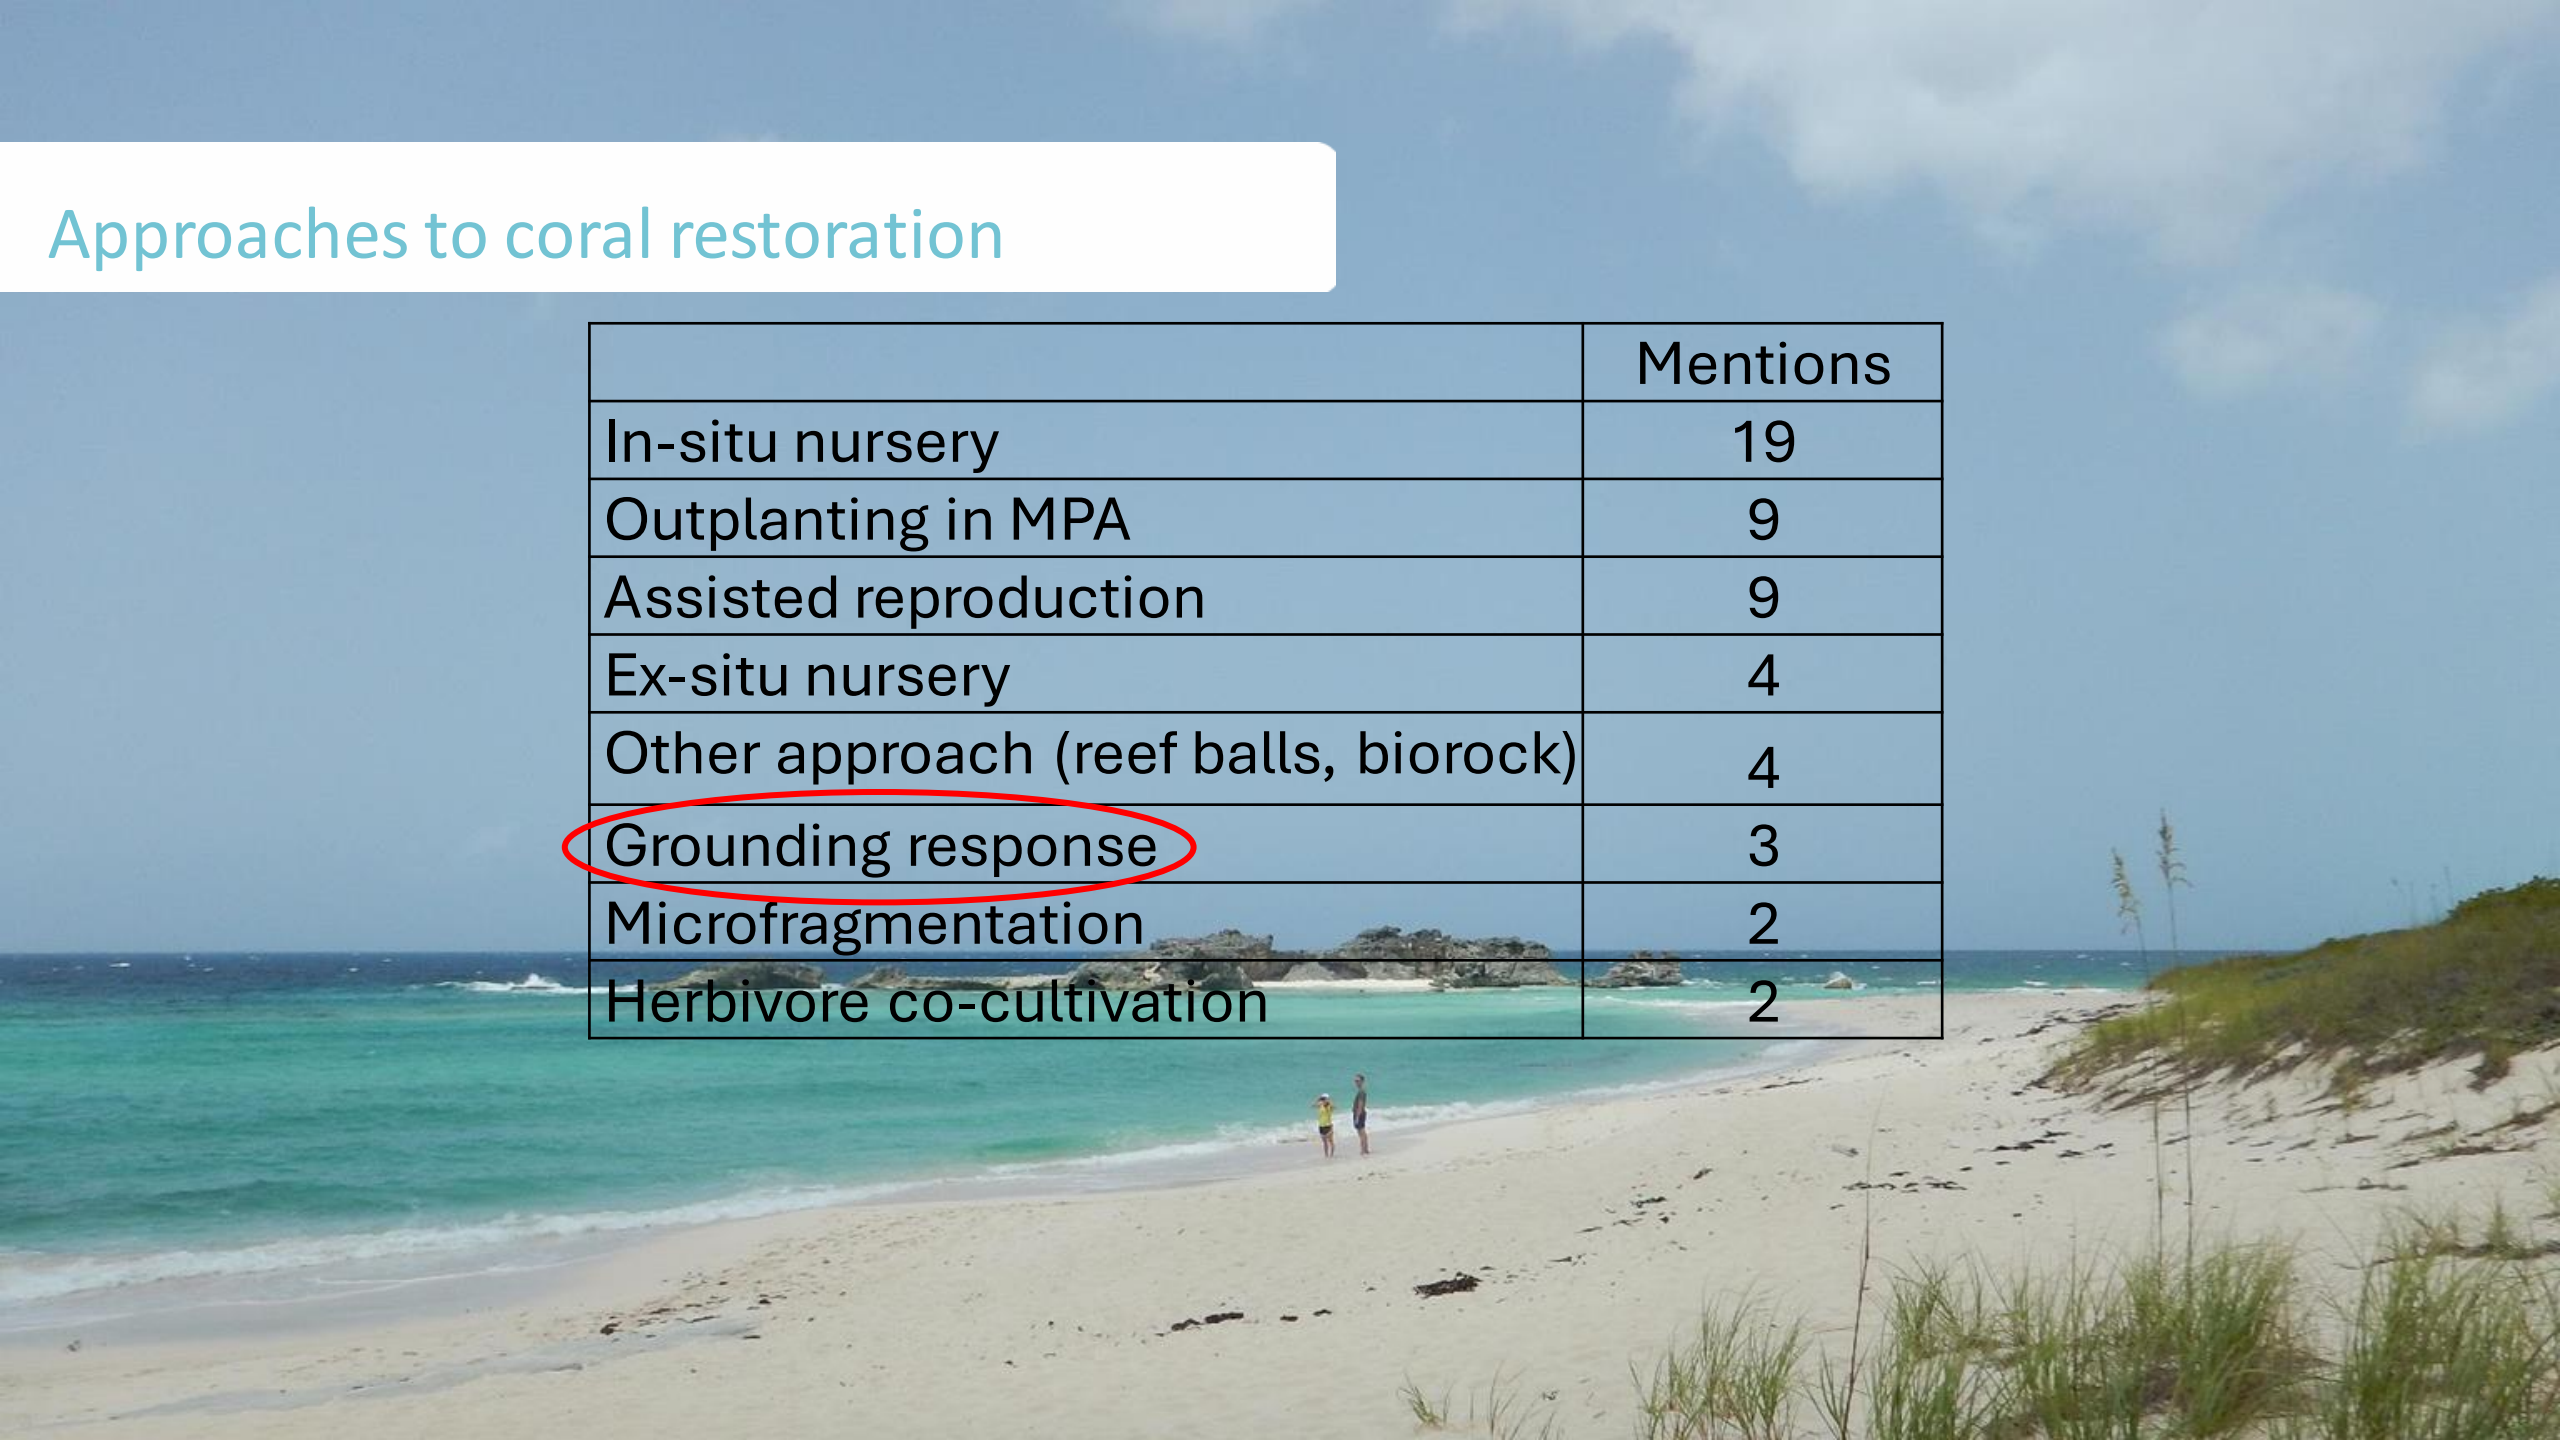 Approaches to coral restoration
Mentions
In-situ nursery 19
Outplanting in MPA 9
Assisted reproduction 9
Ex-situ nursery 4
Other approach (reef balls, biorock) 4
Grounding response 3
Microfragmentation 2
Herbivore co-cultivation 2